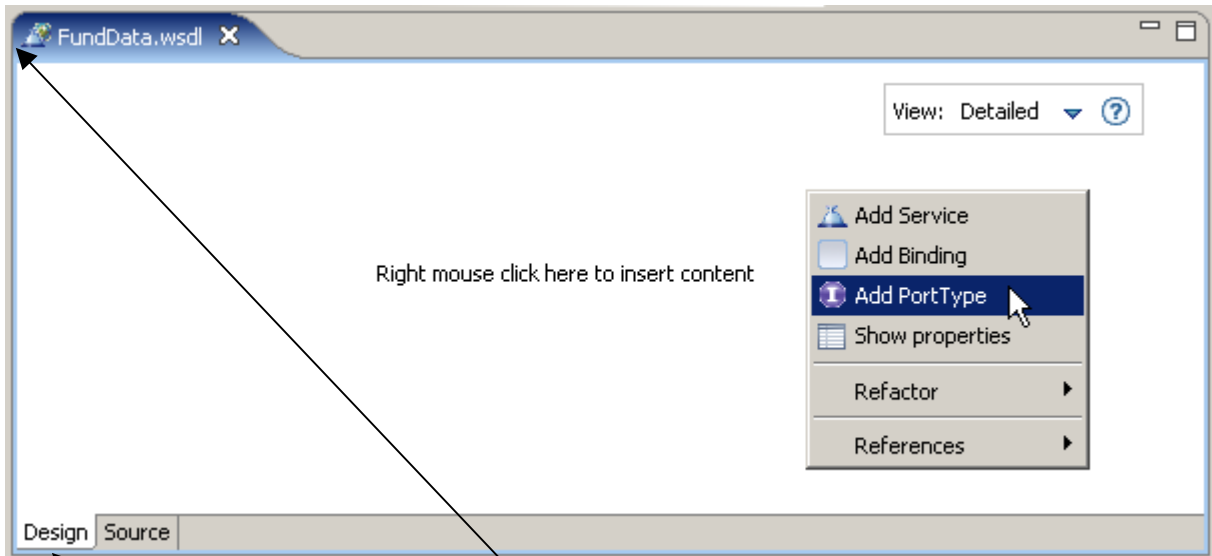 FundData.wsdl
View: Detailed
Add Service
Add Binding
Right mouse click here to insert content
Add PortType
Show properties
Refactor
References
Design Source